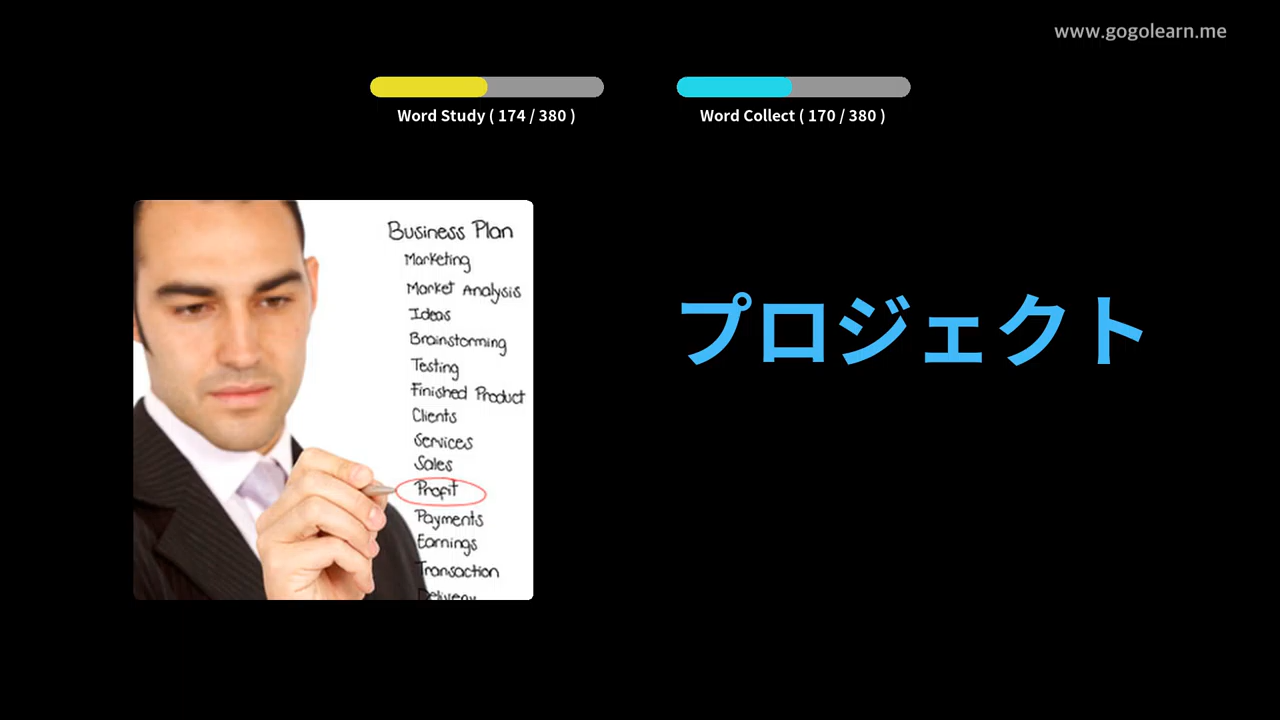 www.gogolearn.me
Word Study ( 174 / 380 )
Word Collect ( 170 / 380 )
Business Plan
Marketing
Market Analysis
Ideas
Brainstorming
Testing
Finished Product
Clients
Services
Sales
Profit
Payments
Earnings
Transaction
Delivery
プロジェクト